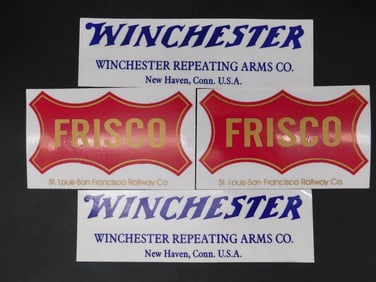 WINCHESTER
WINCHESTER REPEATING ARMS CO.
New Haven, Conn. U.S.A.
FRISCO
St. Louis-San Francisco Railway Co.
FRISCO
St. Louis-San Francisco Railway Co.
WINCHESTER
WINCHESTER REPEATING ARMS CO.
New Haven, Conn. U.S.A.